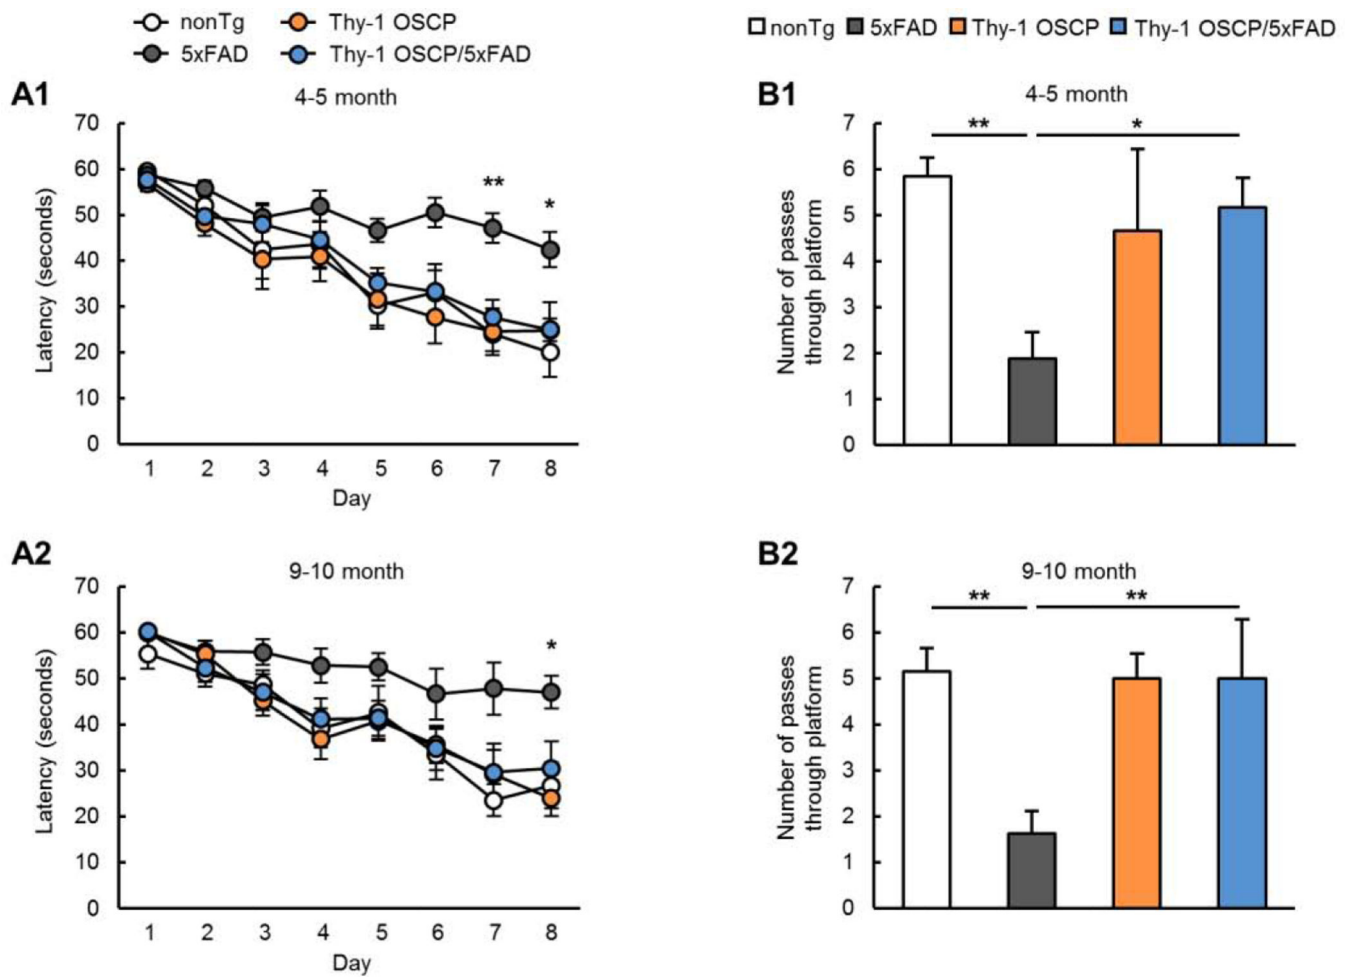 nonTg Thy-1 OSCP
5xFAD Thy-1 OSCP/5xFAD
nonTg 5xFAD Thy-1 OSCP Thy-1 OSCP/5xFAD
A1
4-5 month
70
60
50
40
30
20
10
0
Latency (seconds)
** *
1 2 3 4 5 6 7 8
Day
B1
4-5 month
7
6
5
4
3
2
1
0
Number of passes
through platform
** *
A2
9-10 month
70
60
50
40
30
20
10
0
Latency (seconds)
*
1 2 3 4 5 6 7 8
Day
B2
9-10 month
7
6
5
4
3
2
1
0
Number of passes
through platform
** **